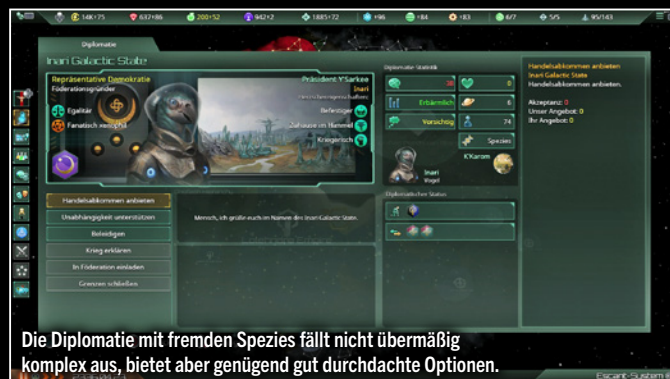 14K+75 637+86 200+52 942+2 1885+72 +96 +84 +83 6/7 5/5 95/143
Diplomatie
Inari Galactic State
Repräsentative Demokratie
Föderationsgründer
Egalitär
Fanatisch xenophil
Präsident Y'Sarkee
Inari
Herrschereigenschaften:
Befestiger
Zuhause im Himmel
Kriegerisch
Handelsabkommen anbieten
Unabhängigkeit unterstützen
Beleidigen
Krieg erklären
In Föderation einladen
Grenzen schließen
Mensch, ich grüße euch im Namen des Inari Galactic State.
Diplomatie-Statistik
0
Erbärmlich 6
Vorsichtig 74
Spezies
K'Karom
Inari
Vogel
Diplomatischer Status
Handelsabkommen anbieten
Inari Galactic State
Handelsabkommen.
Akzeptanz: 0
Unser Angebot: 0
Ihr Angebot: 0
Die Diplomatie mit fremden Spezies fällt nicht übermäßig
komplex aus, bietet aber genügend gut durchdachte Optionen.
Escant-System